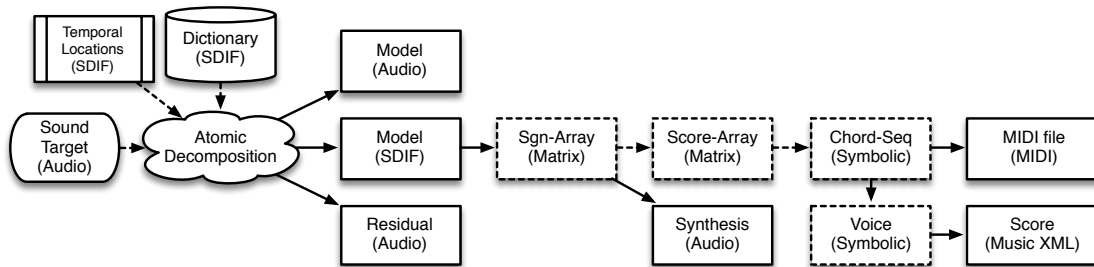 Temporal
Locations
(SDIF)
Dictionary
(SDIF)
Model
(Audio)
Sound
Target
(Audio)
Atomic
Decomposition
Model
(SDIF)
Sgn-Array
(Matrix)
Score-Array
(Matrix)
Chord-Seq
(Symbolic)
MIDI file
(MIDI)
Residual
(Audio)
Synthesis
(Audio)
Voice
(Symbolic)
Score
(Music XML)